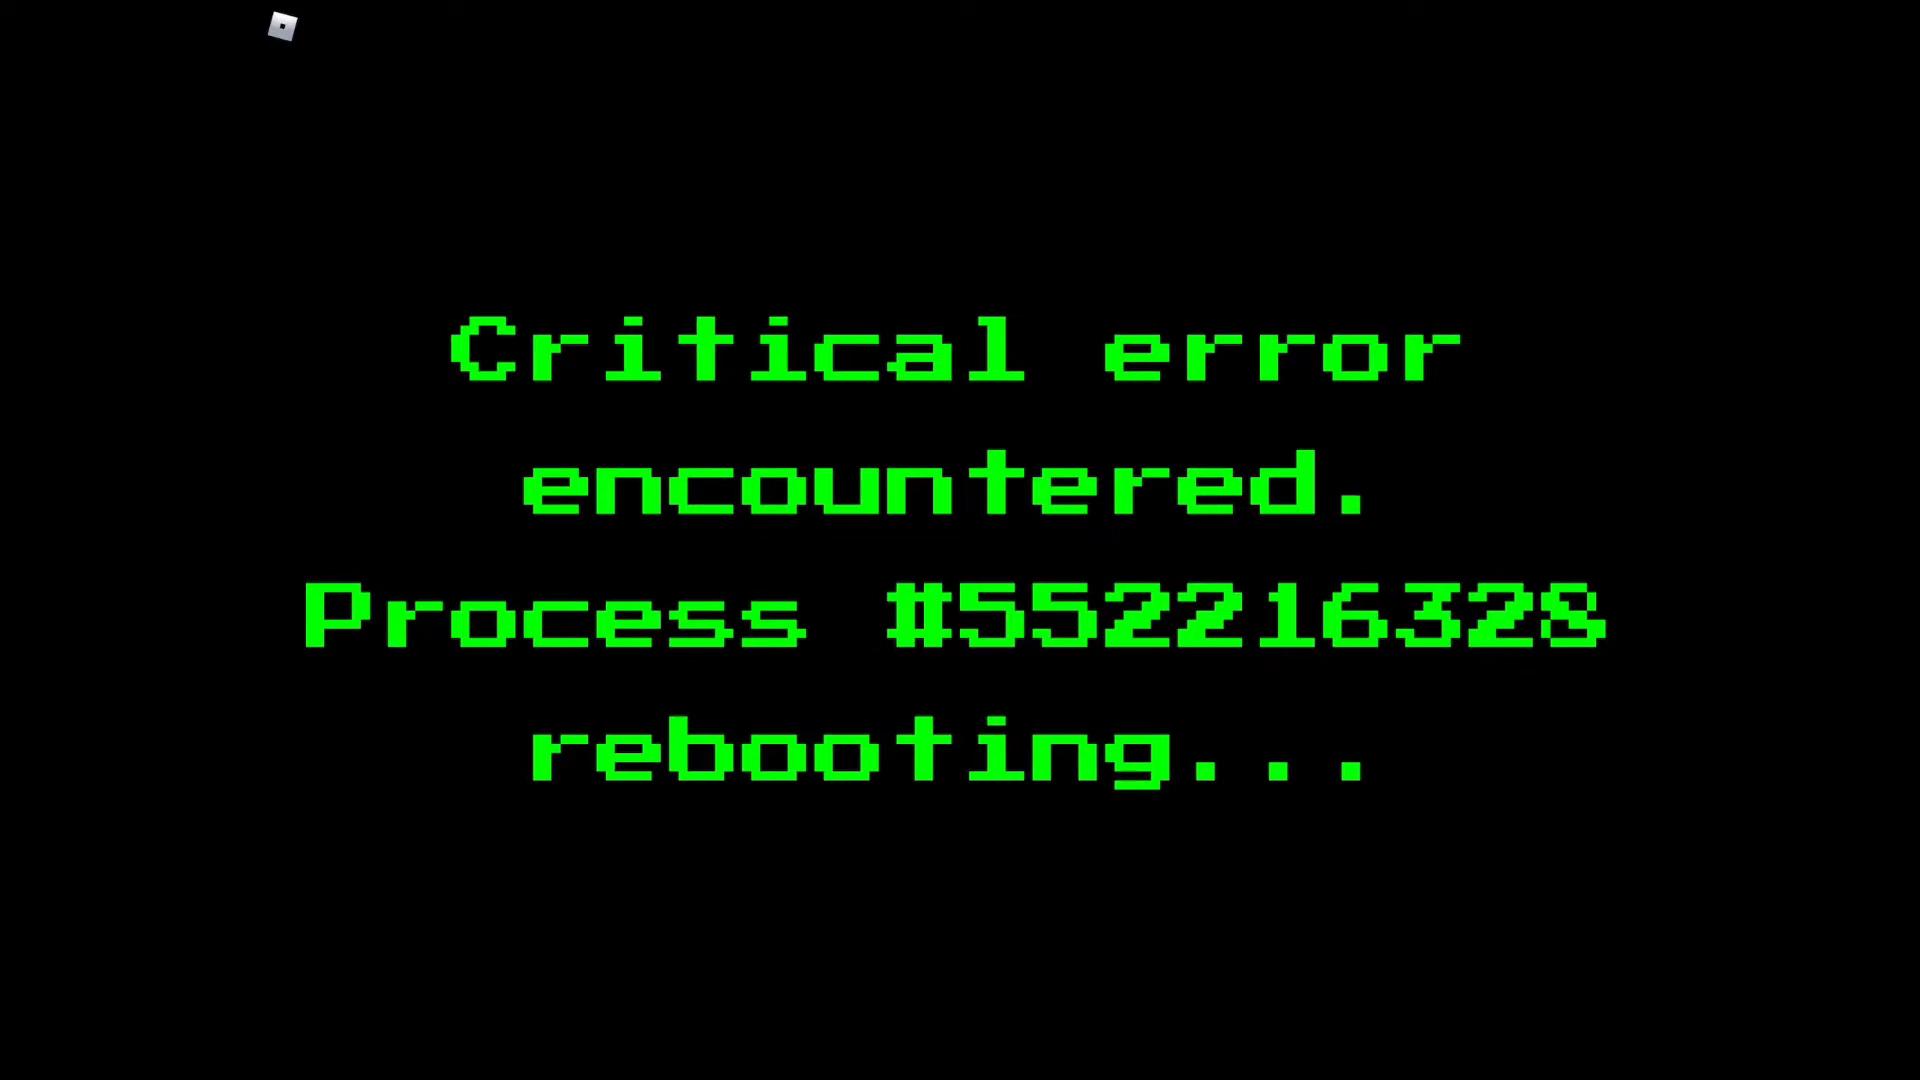 Critical error
encountered.
Process #552216328
rebooting...